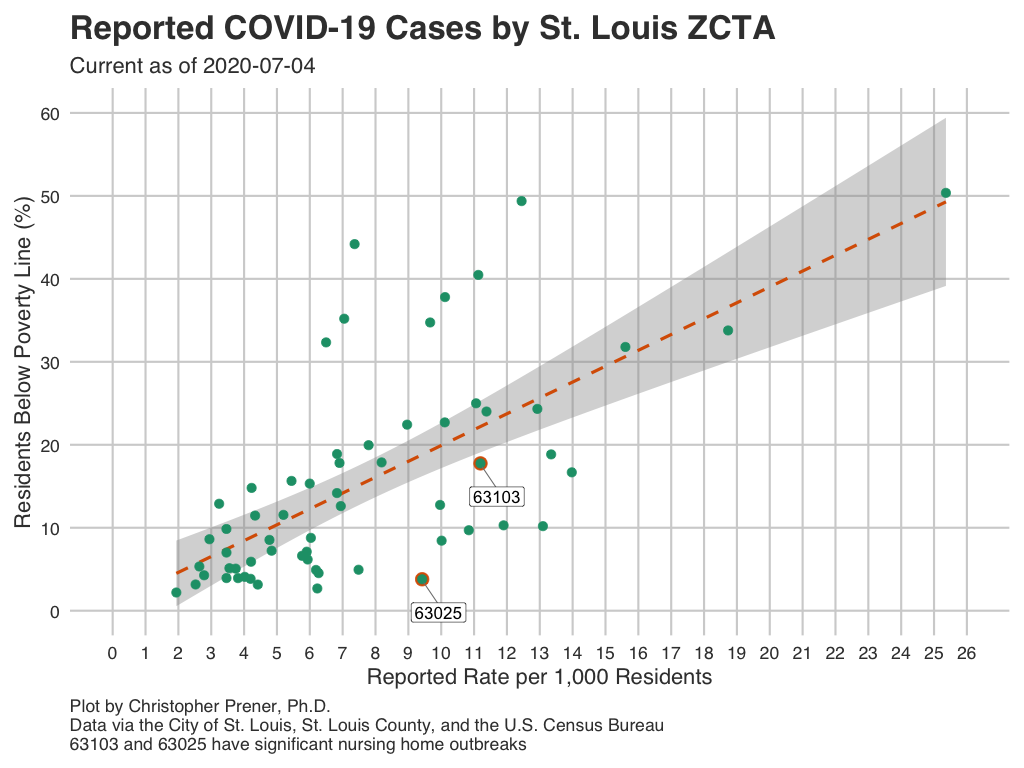 Reported COVID-19 Cases by St. Louis ZCTA
Current as of 2020-07-04
Residents Below Poverty Line (%)
60
50
40
30
20
10
0
63103
63025
0 1 2 3 4 5 6 7 8 9 10 11 12 13 14 15 16 17 18 19 20 21 22 23 24 25 26
Reported Rate per 1,000 Residents
Plot by Christopher Prener, Ph.D.
Data via the City of St. Louis, St. Louis County, and the U.S. Census Bureau
63103 and 63025 have significant nursing home outbreaks